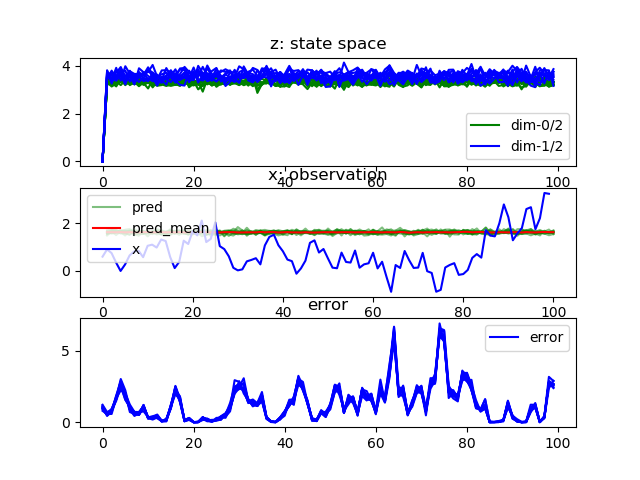 z: state space
4
2
0
dim-0/2
dim-1/2
0 20 40 60 80 100
x: observation
2
0
pred
pred_mean
x
0 20 40 60 80 100
error
5
0
error
0 20 40 60 80 100